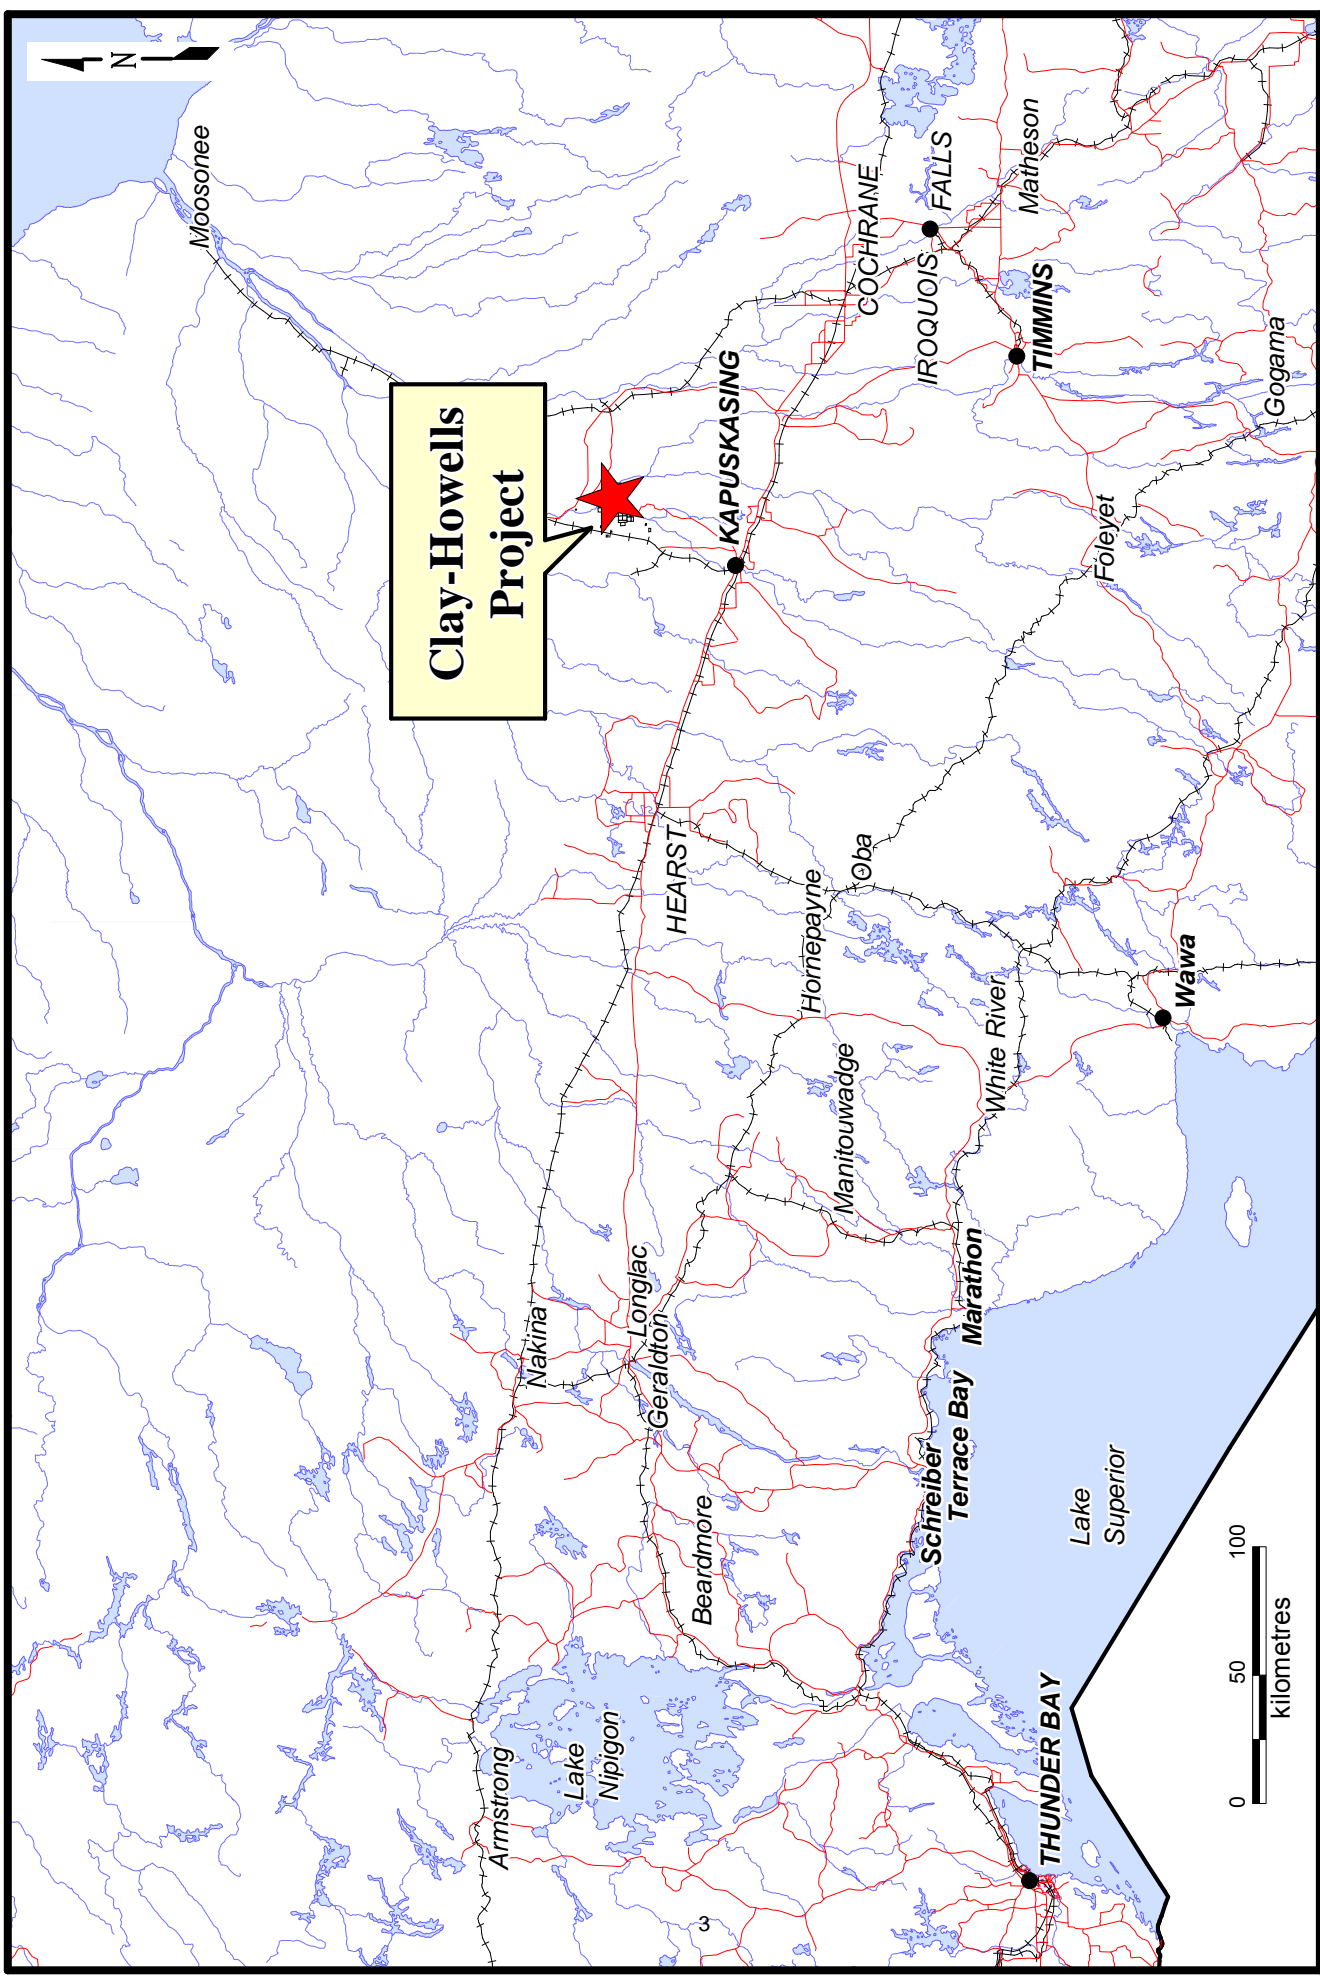 N
Moosonee
Clay-Howells
Project
COCHRANE
IROQUOIS FALLS
Matheson
TIMMINS
KAPUSKASING
Gogama
Foleyet
HEARST
Oba
Hornepayne
Wawa
White River
Manitouwadge
Nakina
Longlac
Geraldton
Marathon
Terrace Bay
Schreiber
Beardmore
Lake
Superior
Armstrong
Lake
Nipigon
THUNDER BAY
0 50 100
kilometres
3